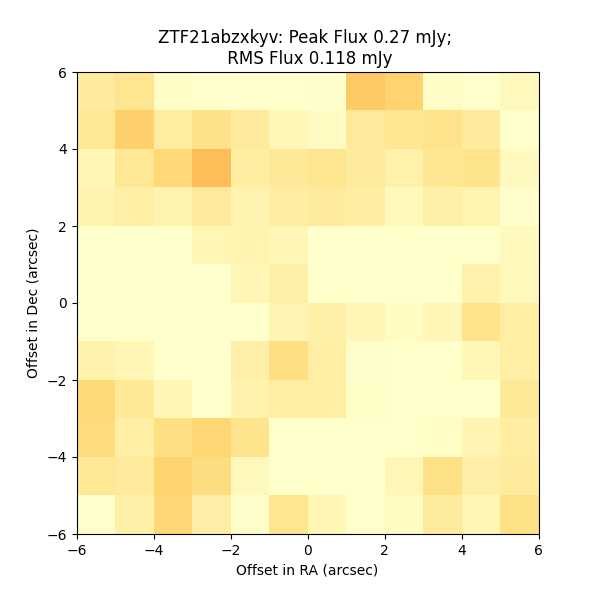 ZTF21abzxkyv: Peak Flux 0.27 mJy;
RMS Flux 0.118 mJy
6
4
2
0
−2
−4
−6
Offset in Dec (arcsec)
−6 −4 −2 0 2 4 6
Offset in RA (arcsec)